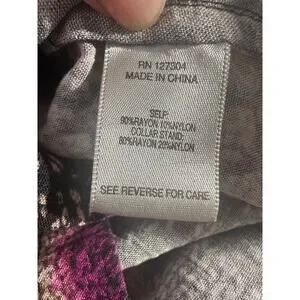 RN 127304
MADE IN CHINA
SELF:
90%RAYON 10%NYLON
COLLAR STAND:
80%RAYON 20%NYLON
SEE REVERSE FOR CARE